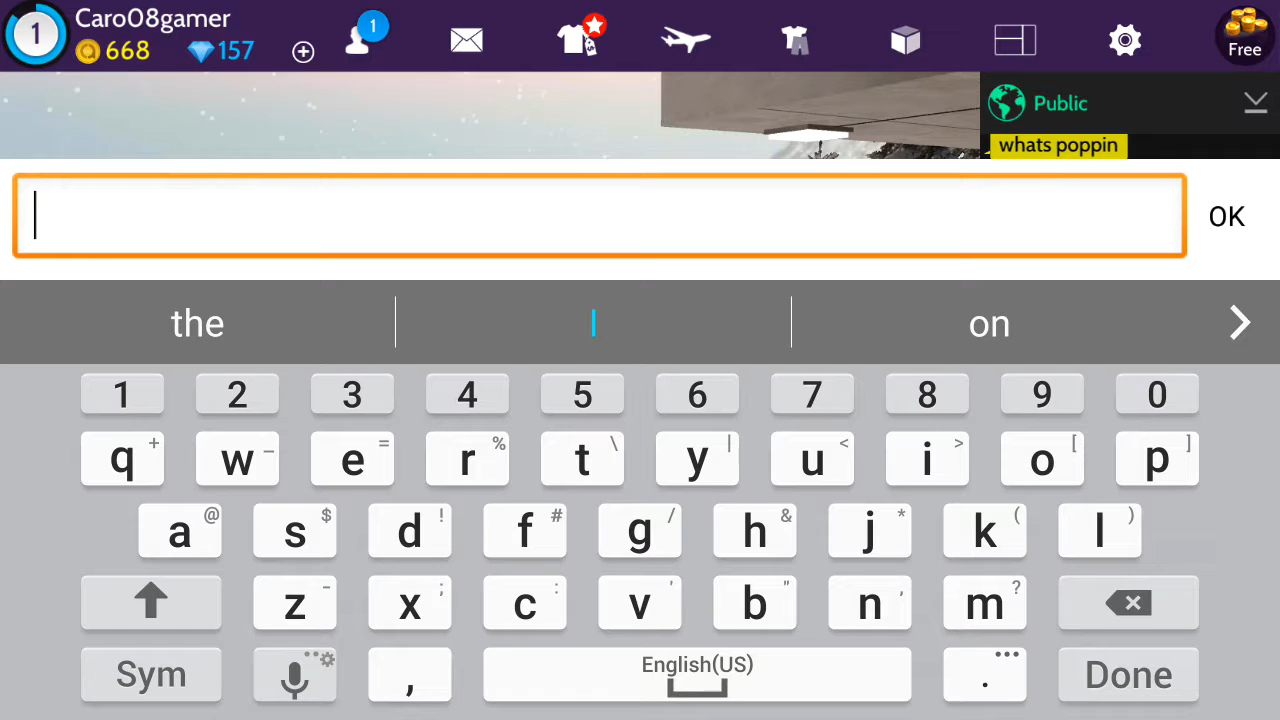 1 Caro08gamer
668 157 1 Free
Public
whats poppin
OK
the I on
1 2 3 4 5 6 7 8 9 0
q + w _ e = r % t \ y | u < i > o [ p ]
a @ s $ d ! f # g / h & j * k ( l )
z - x ; c : v ' b " n , m ?
Sym , English(US) . Done